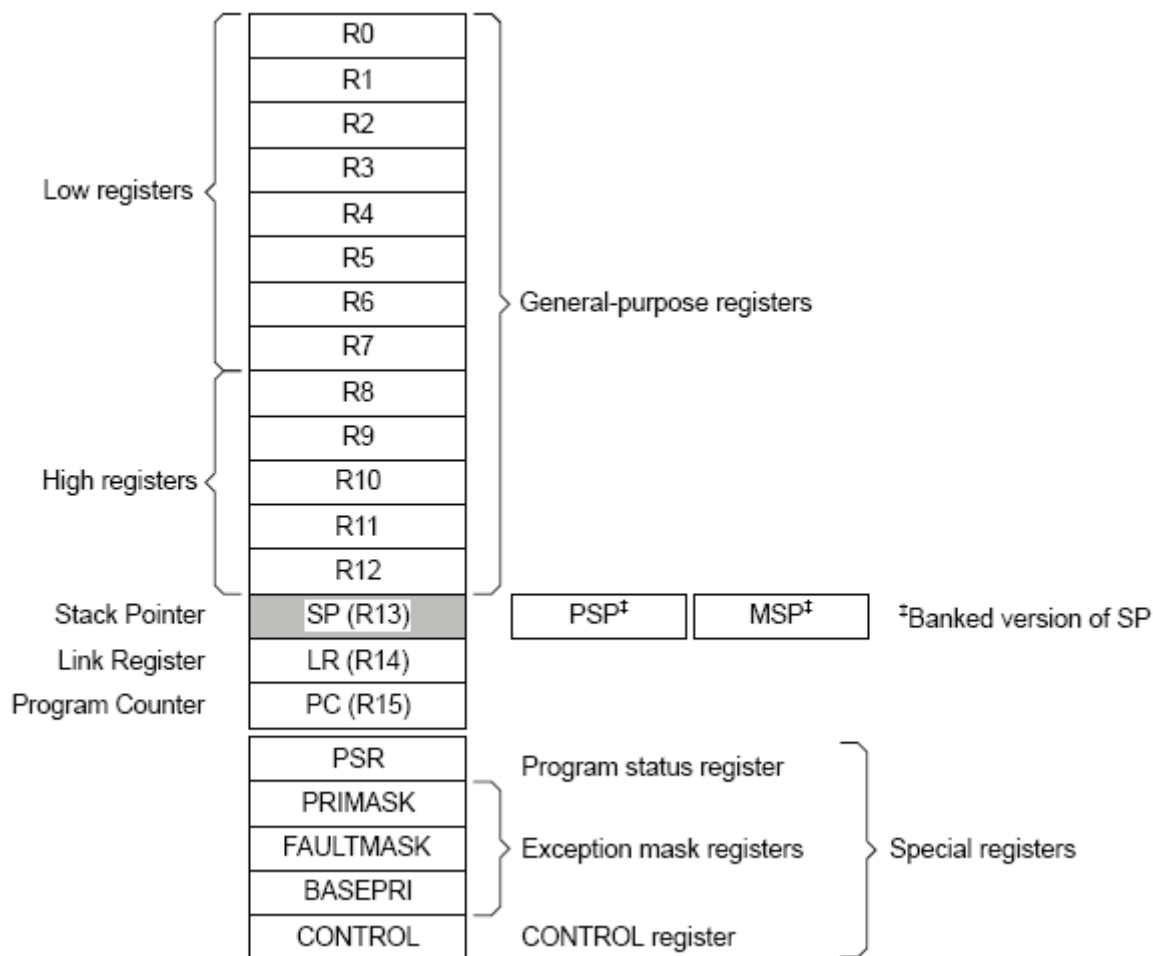 R0
R1
R2
R3
Low registers
R4
R5
R6
General-purpose registers
R7
R8
R9
High registers
R10
R11
R12
Stack Pointer SP (R13) PSP‡ MSP‡ ‡Banked version of SP
Link Register LR (R14)
Program Counter PC (R15)
PSR Program status register
PRIMASK
FAULTMASK Exception mask registers Special registers
BASEPRI
CONTROL CONTROL register